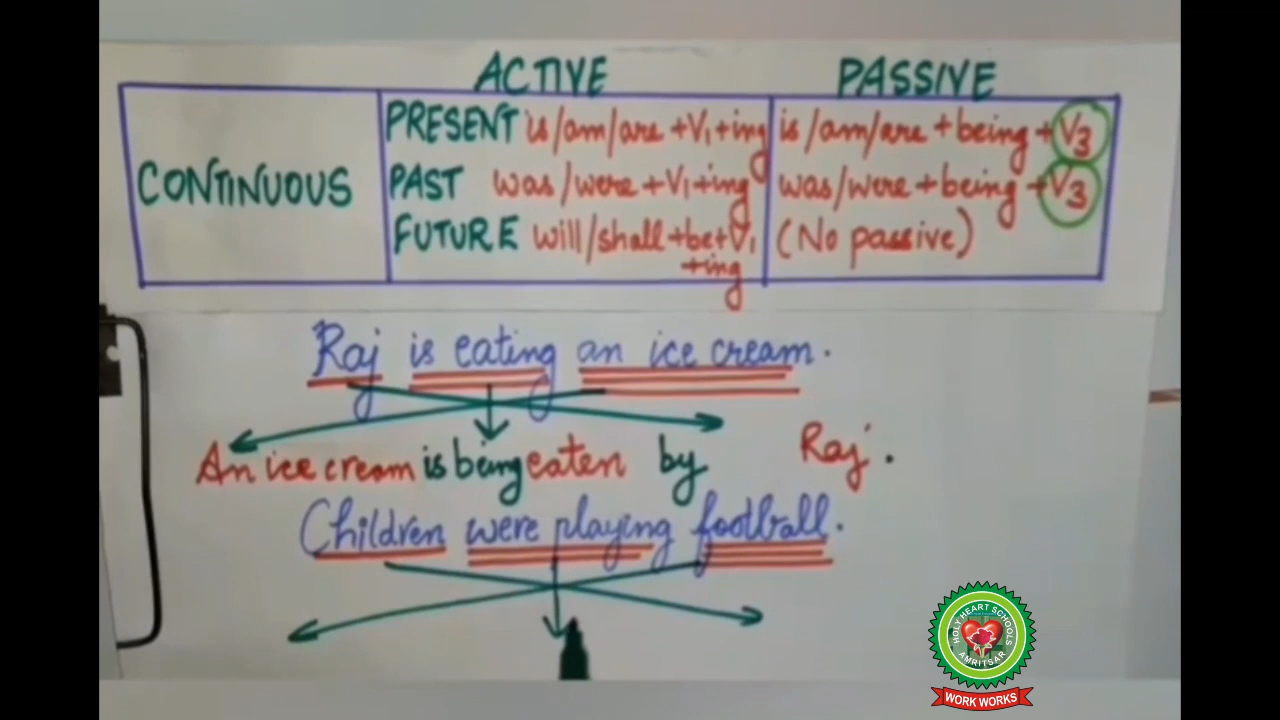 ACTIVE PASSIVE
CONTINUOUS
PRESENT is/am/are +V1+ing is/am/are +being +V3
PAST was/were +V1+ing was/were +being +V3
FUTURE will/shall +be+V1 +ing (No passive)
Raj is eating an ice cream.
An ice cream is being eaten by Raj.
Children were playing football.
HOLY HEART SCHOOLS
AMRITSAR
WORK WORKS